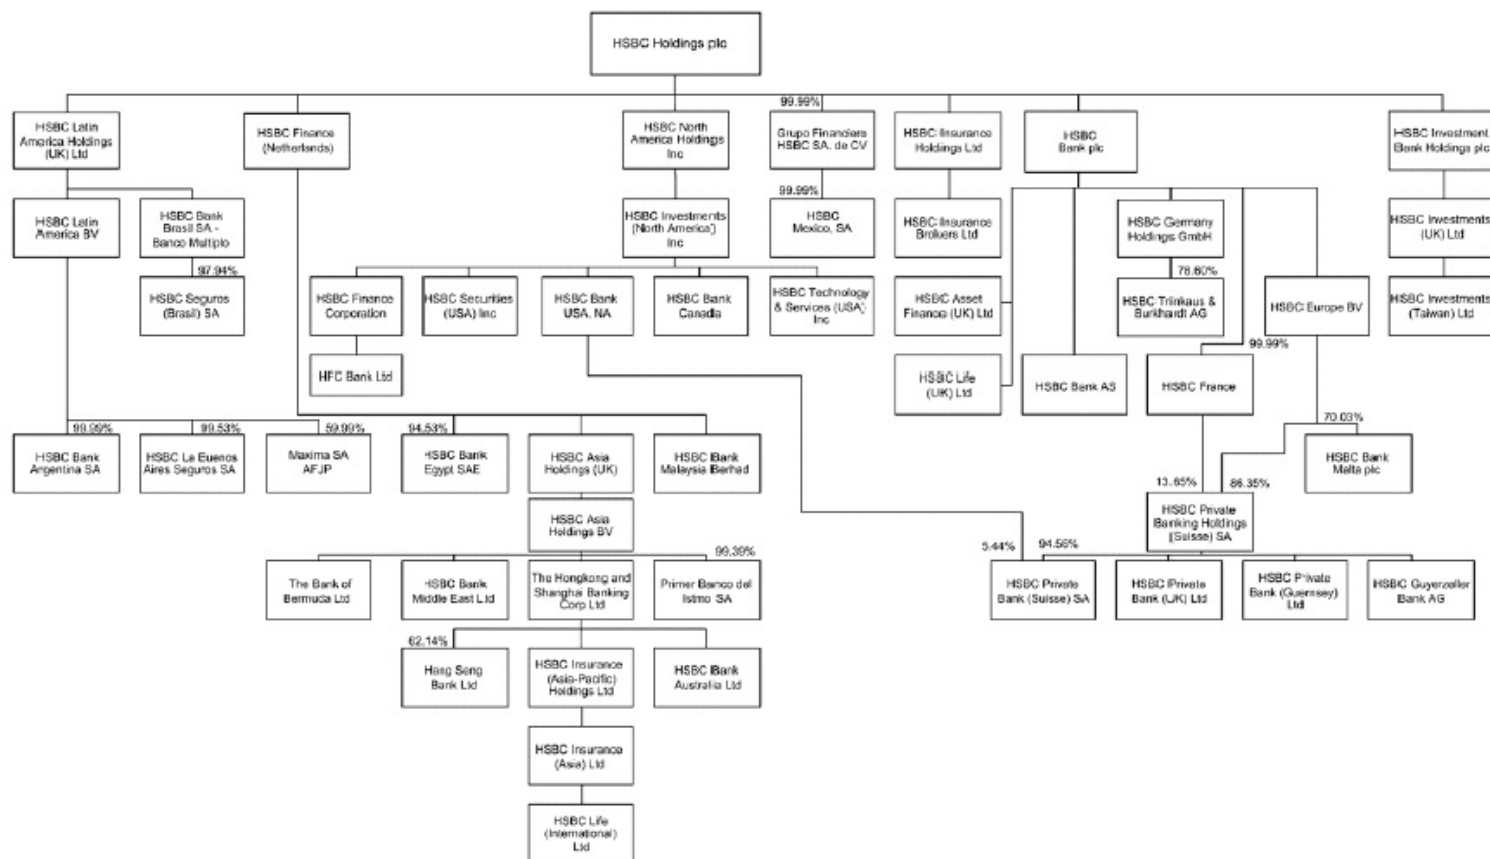 HSBC Holdings plc
99.99%
HSBC Latin
America Holdings
(UK) Ltd
HSBC Finance
(Netherlands)
HSBC North
America Holdings
Inc
Grupo Financiero
HSBC SA. de CV
HSBC Insurance
Holdings Ltd
HSBC
Bank plc
HSBC Investment
Bank Holdings plc
99.99%
HSBC Latin
America BV
HSBC Bank
Brasil SA -
Banco Multiplo
HSBC Investments
(North America)
Inc
HSBC
Mexico, SA
HSBC Insurance
Brokers Ltd
HSBC Germany
Holdings GmbH
HSBC Investments
(UK) Ltd
97.94%
78.60%
HSBC Seguros
(Brasil) SA
HSBC Finance
Corporation
HSBC Securities
(USA) Inc
HSBC Bank
USA, NA
HSBC Bank
Canada
HSBC Technology
& Services (USA)
Inc
HSBC Asset
Finance (UK) Ltd
HSBC Trinkaus &
Burkhardt AG
HSBC Europe BV
HSBC Investments
(Taiwan) Ltd
99.99%
HFC Bank Ltd
HSBC Life
(UK) Ltd
HSBC Bank AS
HSBC France
99.99%
99.53%
59.99%
94.53%
70.03%
HSBC Bank
Argentina SA
HSBC La Buenos
Aires Seguros SA
Maxima SA
AFJP
HSBC Bank
Egypt SAE
HSBC Asia
Holdings (UK)
HSBC Bank
Malaysia Berhad
HSBC Bank
Malta plc
13.65%
86.35%
HSBC Asia
Holdings BV
HSBC Private
Banking Holdings
(Suisse) SA
99.39%
5.44%
94.56%
The Bank of
Bermuda Ltd
HSBC Bank
Middle East Ltd
The Hongkong and
Shanghai Banking
Corp Ltd
Primer Banco del
Istmo SA
HSBC Private
Bank (Suisse) SA
HSBC Private
Bank (UK) Ltd
HSBC Private
Bank (Guernsey)
Ltd
HSBC Guyerzeller
Bank AG
62.14%
Hang Seng
Bank Ltd
HSBC Insurance
(Asia-Pacific)
Holdings Ltd
HSBC Bank
Australia Ltd
HSBC Insurance
(Asia) Ltd
HSBC Life
(International)
Ltd